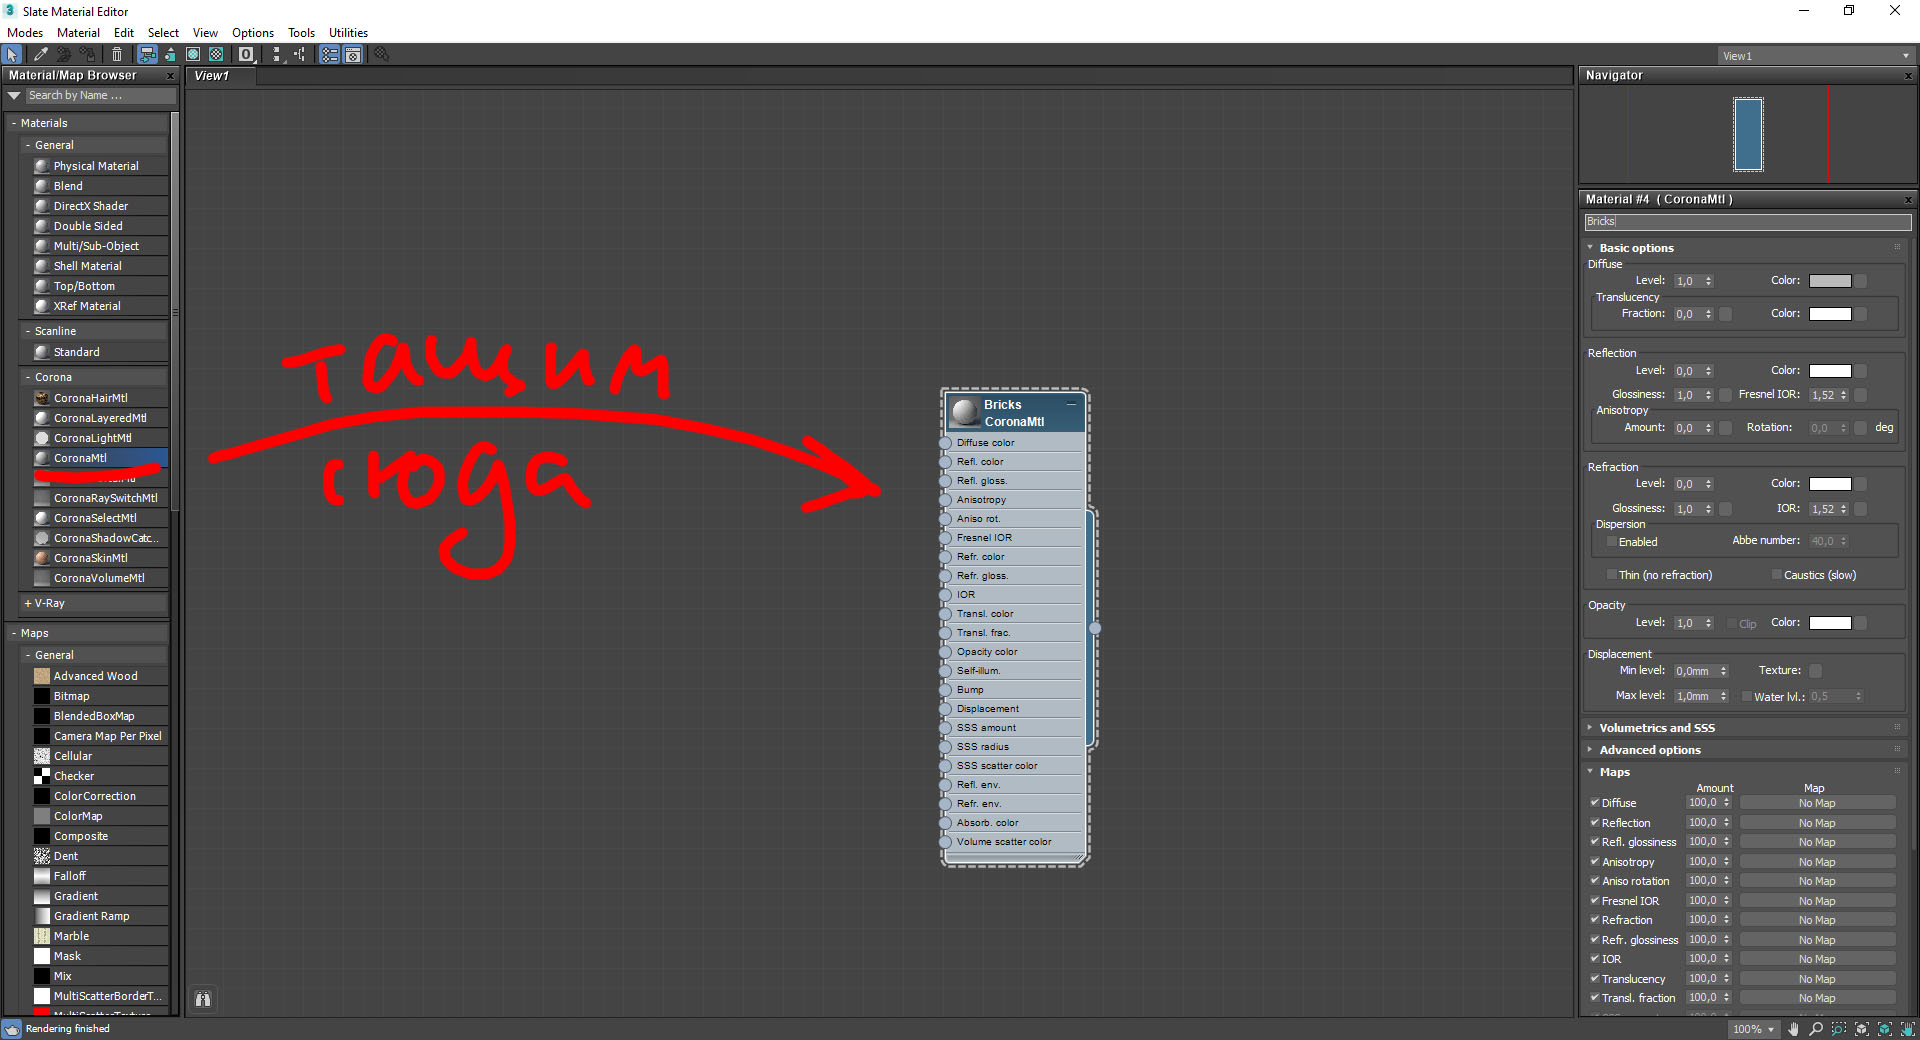 Slate Material Editor
Modes Material Edit Select View Options Tools Utilities
View1
Material/Map Browser x
Search by Name ...
- Materials
- General
Physical Material
Blend
DirectX Shader
Double Sided
Multi/Sub-Object
Shell Material
Top/Bottom
XRef Material
- Scanline
Standard
- Corona
CoronaHairMtl
CoronaLayeredMtl
CoronaLightMtl
CoronaMtl
CoronaRaySwitchMtl
CoronaSelectMtl
CoronaShadowCatc...
CoronaSkinMtl
CoronaVolumeMtl
+ V-Ray
- Maps
- General
Advanced Wood
Bitmap
BlendedBoxMap
Camera Map Per Pixel
Cellular
Checker
ColorCorrection
ColorMap
Composite
Dent
Falloff
Gradient
Gradient Ramp
Marble
Mask
Mix
MultiScatterBorderT...
View1
тащим
сюда
Bricks
CoronaMtl
Diffuse color
Refl. color
Refl. gloss.
Anisotropy
Aniso rot.
Fresnel IOR
Refr. color
Refr. gloss.
IOR
Transl. color
Transl. frac.
Opacity color
Self-illum.
Bump
Displacement
SSS amount
SSS radius
SSS scatter color
Refl. env.
Refr. env.
Absorb. color
Volume scatter color
Navigator x
Material #4 ( CoronaMtl ) x
Bricks
Basic options
Diffuse
Level: 1,0 Color:
Translucency
Fraction: 0,0 Color:
Reflection
Level: 0,0 Color:
Glossiness: 1,0 Fresnel IOR: 1,52
Anisotropy
Amount: 0,0 Rotation: 0,0 deg
Refraction
Level: 0,0 Color:
Glossiness: 1,0 IOR: 1,52
Dispersion
Enabled Abbe number: 40,0
Thin (no refraction) Caustics (slow)
Opacity
Level: 1,0 Clip Color:
Displacement
Min level: 0,0mm Texture:
Max level: 1,0mm Water lvl.: 0,5
Volumetrics and SSS
Advanced options
Maps
Amount Map
Diffuse 100,0 No Map
Reflection 100,0 No Map
Refl. glossiness 100,0 No Map
Anisotropy 100,0 No Map
Aniso rotation 100,0 No Map
Fresnel IOR 100,0 No Map
Refraction 100,0 No Map
Refr. glossiness 100,0 No Map
IOR 100,0 No Map
Translucency 100,0 No Map
Transl. fraction 100,0 No Map
Rendering finished
100%